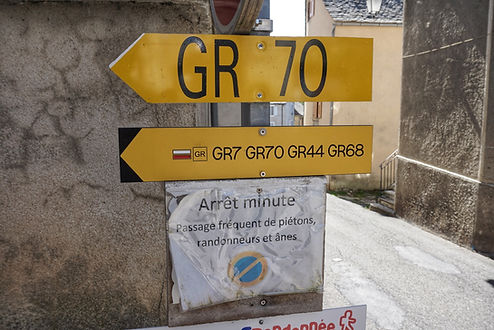 GR 70
GR GR7 GR70 GR44 GR68
Arrêt minute
Passage fréquent de piétons,
randonneurs et ânes